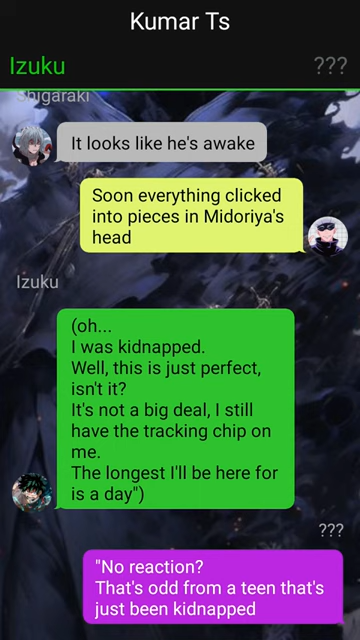 Kumar Ts
Izuku
???
Shigaraki
It looks like he's awake
Soon everything clicked
into pieces in Midoriya's
head
Izuku
(oh...
I was kidnapped.
Well, this is just perfect,
isn't it?
It's not a big deal, I still
have the tracking chip on
me.
The longest I'll be here for
is a day")
???
"No reaction?
That's odd from a teen that's
just been kidnapped